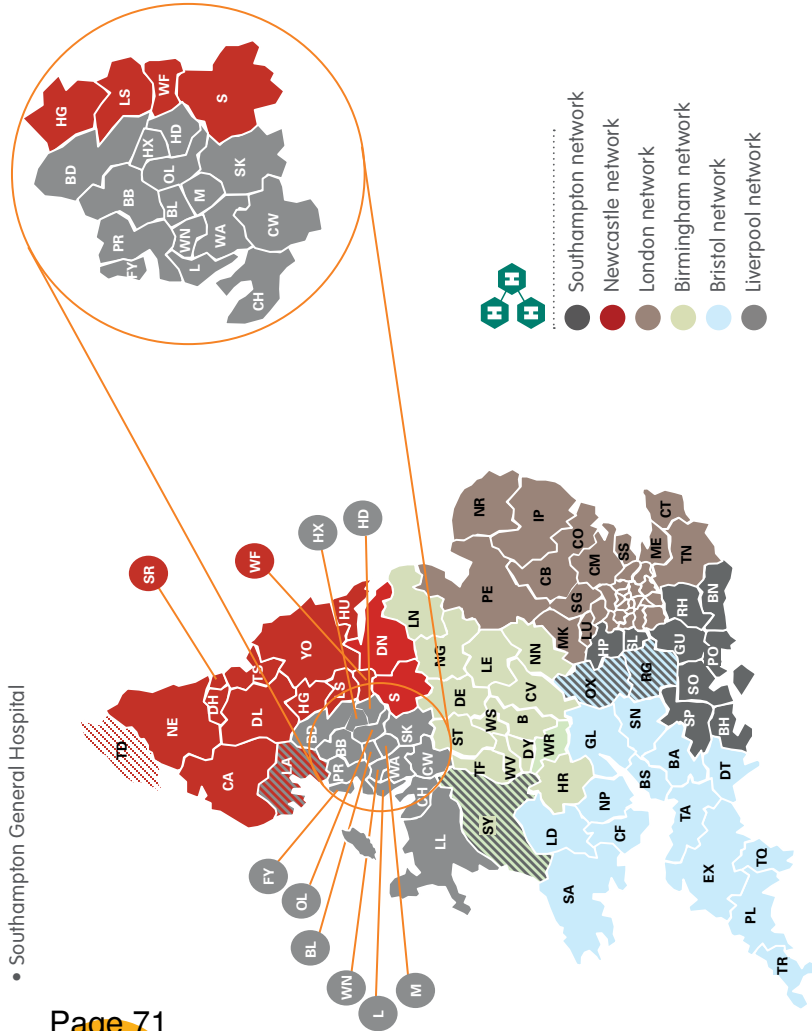 • Southampton General Hospital
Page 71
SR
WF
HX
HD
TD
NE
DH
TS
CA
DL
YO
HG
LS
HU
LA
BD
BB
PR
DN
S
SK
WA
CW
CH
LL
FY
OL
BL
WN
L
M
LN
NG
DE
ST
LE
NN
WS
TF
WV
B
CV
DY
WR
SY
HR
PE
NR
IP
CB
CO
CM
SG
MK
LU
SS
ME
CT
TN
HP
SL
OX
RG
GU
RH
BN
PO
SO
SP
BH
GL
SN
LD
NP
CF
SA
BS
BA
TA
DT
EX
TQ
PL
TR
HG
LS
WF
S
BD
HX
HD
BB
OL
PR
FY
BL
M
SK
WN
WA
L
CW
CH
H
H
H
Southampton network
Newcastle network
London network
Birmingham network
Bristol network
Liverpool network